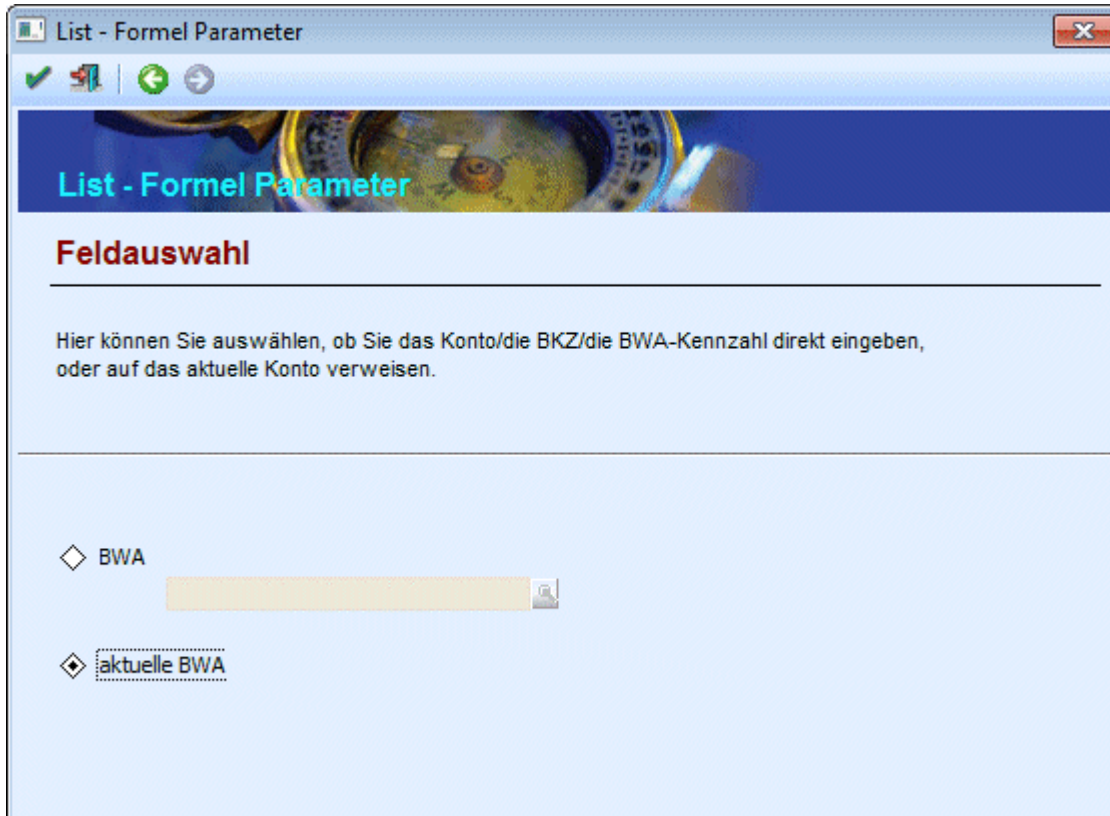 List - Formel Parameter
List - Formel Parameter
Feldauswahl
Hier können Sie auswählen, ob Sie das Konto/die BKZ/die BWA-Kennzahl direkt eingeben,
oder auf das aktuelle Konto verweisen.
BWA
aktuelle BWA